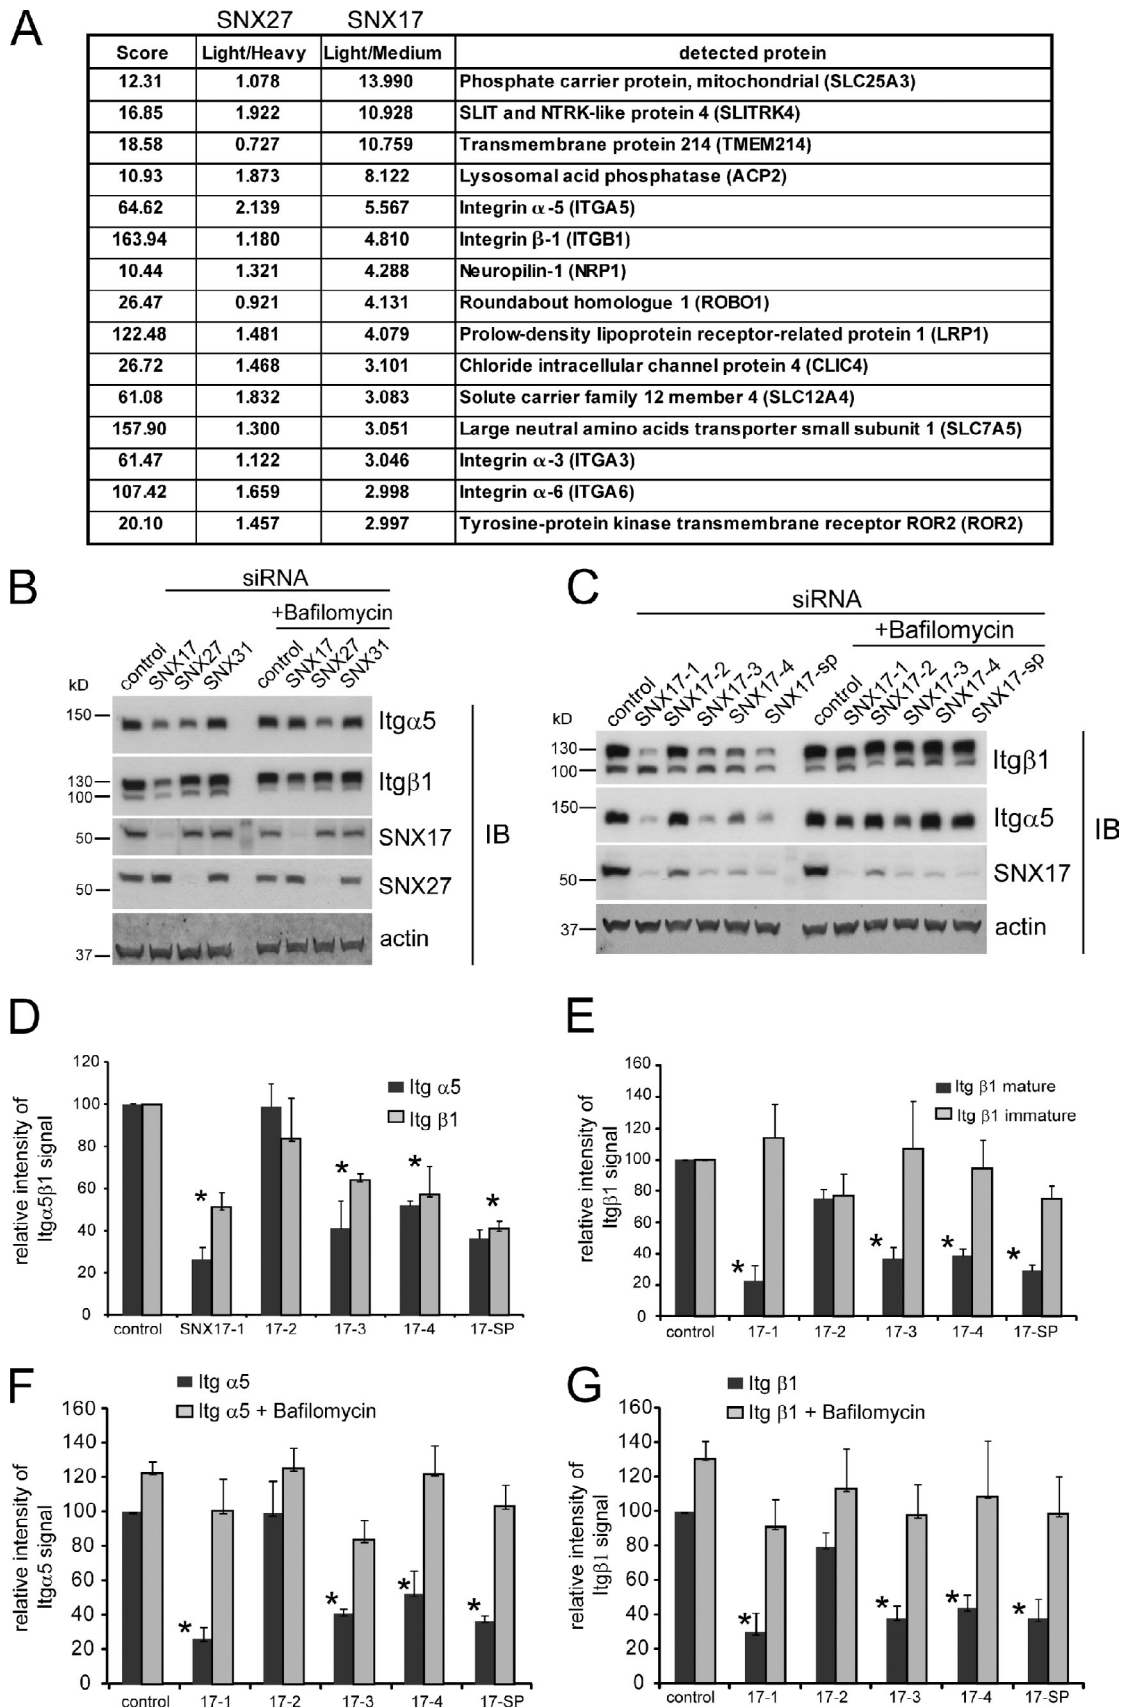 A
SNX27 SNX17
Score Light/Heavy Light/Medium detected protein
12.31 1.078 13.990 Phosphate carrier protein, mitochondrial (SLC25A3)
16.85 1.922 10.928 SLIT and NTRK-like protein 4 (SLITRK4)
18.58 0.727 10.759 Transmembrane protein 214 (TMEM214)
10.93 1.873 8.122 Lysosomal acid phosphatase (ACP2)
64.62 2.139 5.567 Integrin α-5 (ITGA5)
163.94 1.180 4.810 Integrin β-1 (ITGB1)
10.44 1.321 4.288 Neuropilin-1 (NRP1)
26.47 0.921 4.131 Roundabout homologue 1 (ROBO1)
122.48 1.481 4.079 Prolow-density lipoprotein receptor-related protein 1 (LRP1)
26.72 1.468 3.101 Chloride intracellular channel protein 4 (CLIC4)
61.08 1.832 3.083 Solute carrier family 12 member 4 (SLC12A4)
157.90 1.300 3.051 Large neutral amino acids transporter small subunit 1 (SLC7A5)
61.47 1.122 3.046 Integrin α-3 (ITGA3)
107.42 1.659 2.998 Integrin α-6 (ITGA6)
20.10 1.457 2.997 Tyrosine-protein kinase transmembrane receptor ROR2 (ROR2)
B
siRNA
+Bafilomycin
control SNX17 SNX27 SNX31 control SNX17 SNX27 SNX31
kD
150 Itgα5
130 Itgβ1
100
50 SNX17
50 SNX27
37 actin
IB
C
siRNA
+Bafilomycin
control SNX17-1 SNX17-2 SNX17-3 SNX17-4 SNX17-sp control SNX17-1 SNX17-2 SNX17-3 SNX17-4 SNX17-sp
kD
130 Itgβ1
100
150 Itgα5
50 SNX17
37 actin
IB
D
relative intensity of
Itgα5β1 signal
120
100
80
60
40
20
0
Itg α5
Itg β1
* * * *
control SNX17-1 17-2 17-3 17-4 17-SP
E
relative intensity of
Itgβ1 signal
160
140
120
100
80
60
40
20
0
Itg β1 mature
Itg β1 immature
* * * *
control 17-1 17-2 17-3 17-4 17-SP
F
Itg α5
Itg α5 + Bafilomycin
relative intensity of
Itgα5 signal
160
140
120
100
80
60
40
20
0
* * * *
control 17-1 17-2 17-3 17-4 17-SP
G
Itg β1
Itg β1 + Bafilomycin
relative intensity of
Itgβ1 signal
160
140
120
100
80
60
40
20
0
* * * *
control 17-1 17-2 17-3 17-4 17-SP